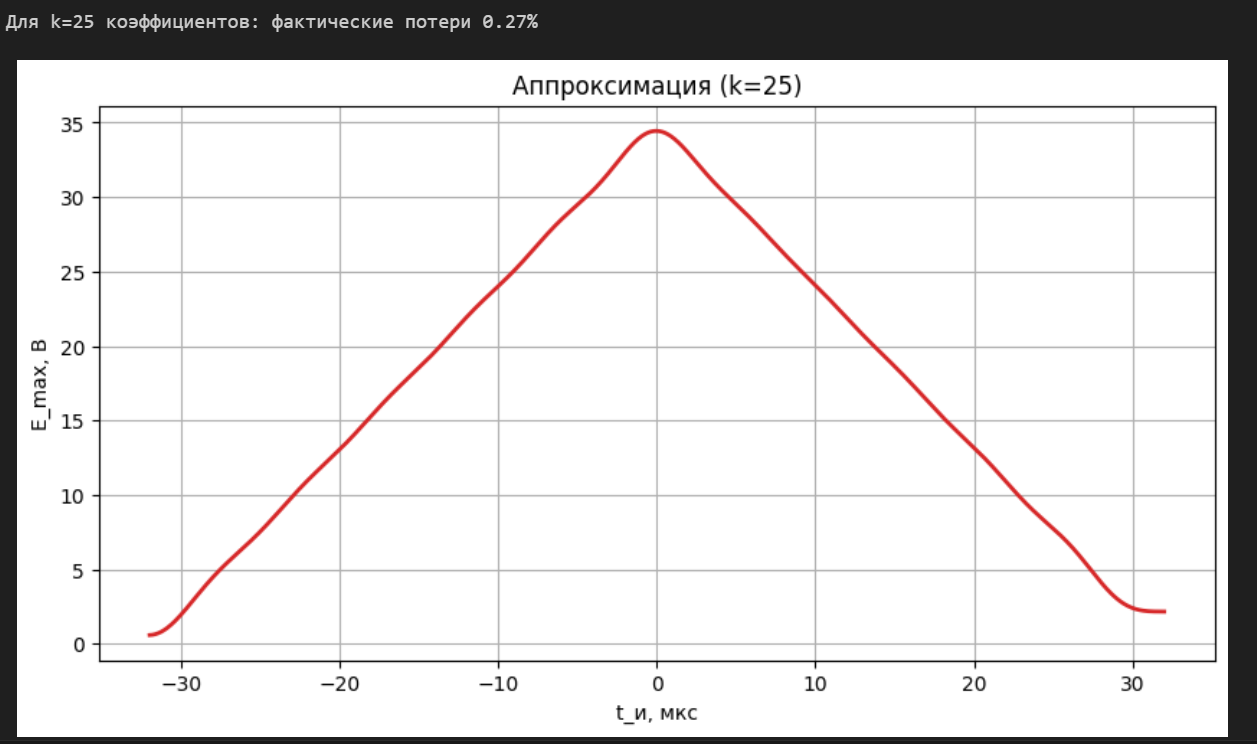 Для k=25 коэффициентов: фактические потери 0.27%
Аппроксимация (k=25)
35
30
25
20
15
10
5
0
E_max, В
−30 −20 −10 0 10 20 30
t_и, мкс